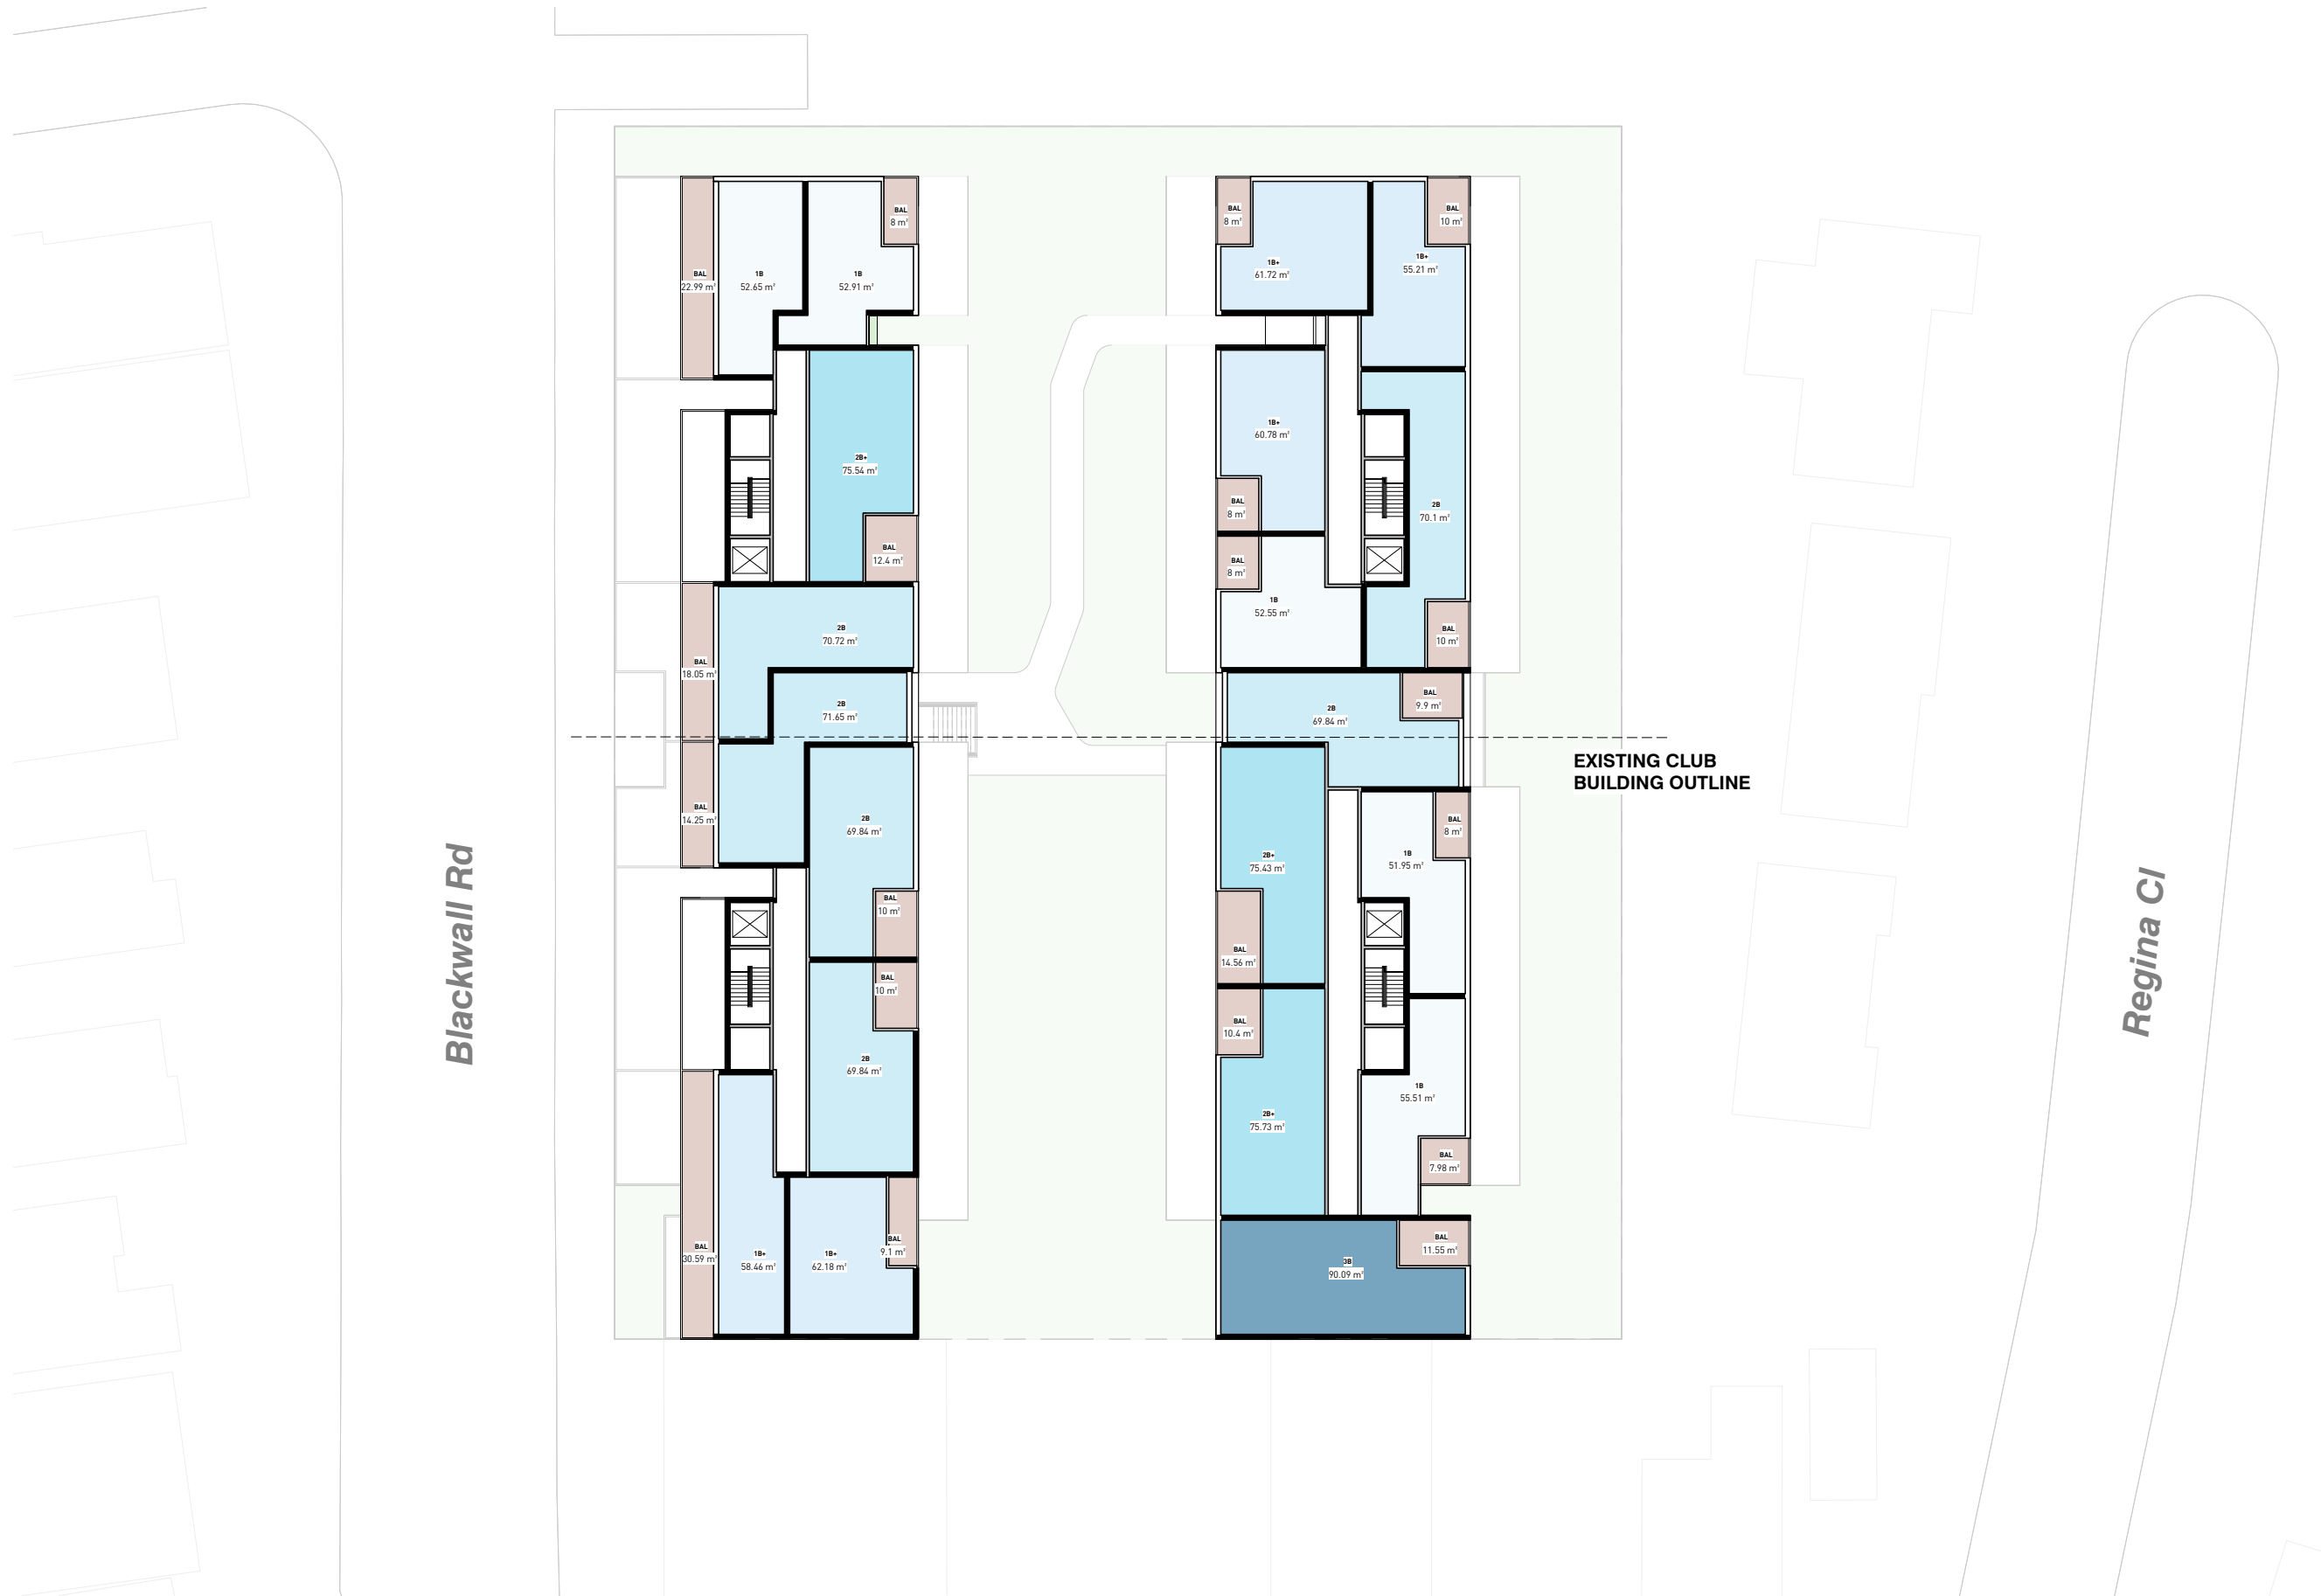 BAL
8 m²
BAL
22.99 m²
1B
52.65 m²
1B
52.91 m²
2B+
75.54 m²
BAL
12.4 m²
2B
70.72 m²
BAL
18.05 m²
2B
71.65 m²
BAL
14.25 m²
2B
69.84 m²
BAL
10 m²
BAL
10 m²
2B
69.84 m²
BAL
30.59 m²
1B+
58.46 m²
1B+
62.18 m²
BAL
9.1 m²
BAL
8 m²
BAL
10 m²
1B+
61.72 m²
1B+
55.21 m²
1B+
60.78 m²
BAL
8 m²
2B
70.1 m²
BAL
8 m²
1B
52.55 m²
BAL
10 m²
2B
69.84 m²
BAL
9.9 m²
EXISTING CLUB
BUILDING OUTLINE
BAL
8 m²
1B
51.95 m²
2B+
75.43 m²
BAL
14.56 m²
BAL
10.4 m²
1B
55.51 m²
2B+
75.73 m²
BAL
7.98 m²
BAL
11.55 m²
3B
90.09 m²
Blackwall Rd
Regina Cl